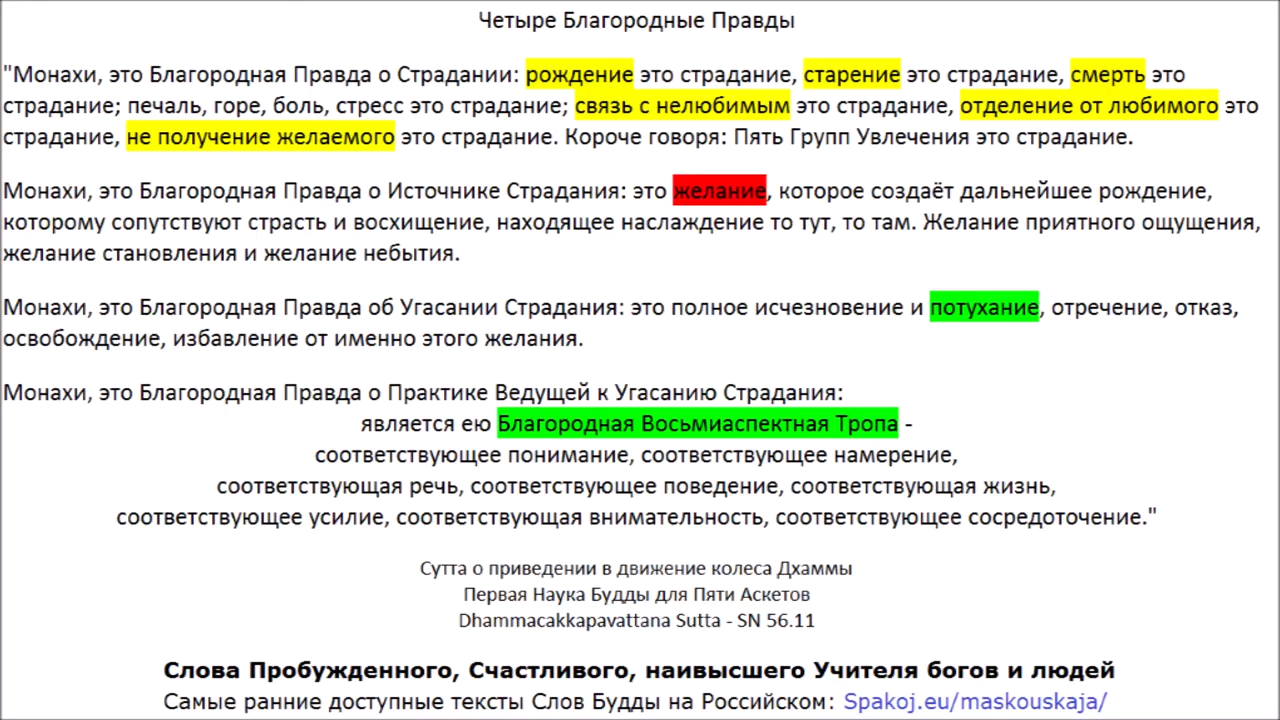 Четыре Благородные Правды
"Монахи, это Благородная Правда о Страдании: рождение это страдание, старение это страдание, смерть это
страдание; печаль, горе, боль, стресс это страдание; связь с нелюбимым это страдание, отделение от любимого это
страдание, не получение желаемого это страдание. Короче говоря: Пять Групп Увлечения это страдание.
Монахи, это Благородная Правда о Источнике Страдания: это желание, которое создаёт дальнейшее рождение,
которому сопутствуют страсть и восхищение, находящее наслаждение то тут, то там. Желание приятного ощущения,
желание становления и желание небытия.
Монахи, это Благородная Правда об Угасании Страдания: это полное исчезновение и потухание, отречение, отказ,
освобождение, избавление от именно этого желания.
Монахи, это Благородная Правда о Практике Ведущей к Угасанию Страдания:
является ею Благородная Восьмиаспектная Тропа -
соответствующее понимание, соответствующее намерение,
соответствующая речь, соответствующее поведение, соответствующая жизнь,
соответствующее усилие, соответствующая внимательность, соответствующее сосредоточение."
Сутта о приведении в движение колеса Дхаммы
Первая Наука Будды для Пяти Аскетов
Dhammacakkapavattana Sutta - SN 56.11
Слова Пробужденного, Счастливого, наивысшего Учителя богов и людей
Самые ранние доступные тексты Слов Будды на Российском: Spakoj.eu/maskouskaja/